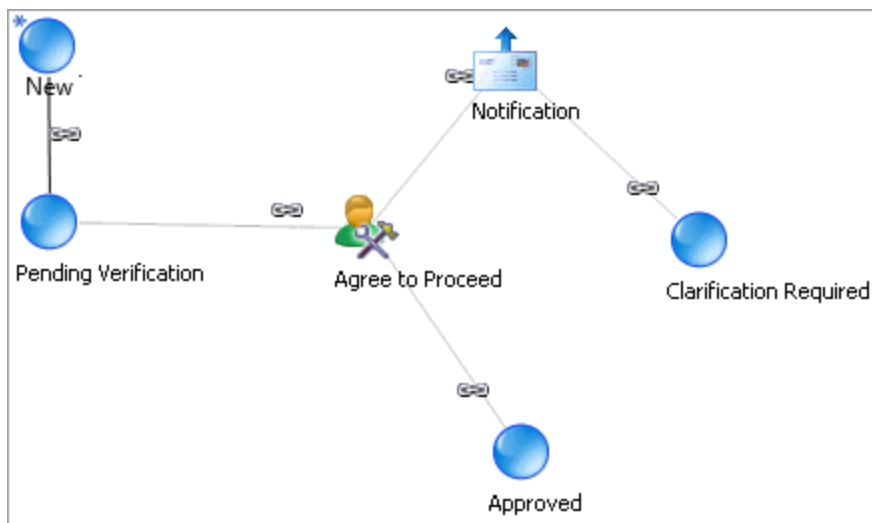 New
Notification
Pending Verification
Agree to Proceed
Clarification Required
Approved